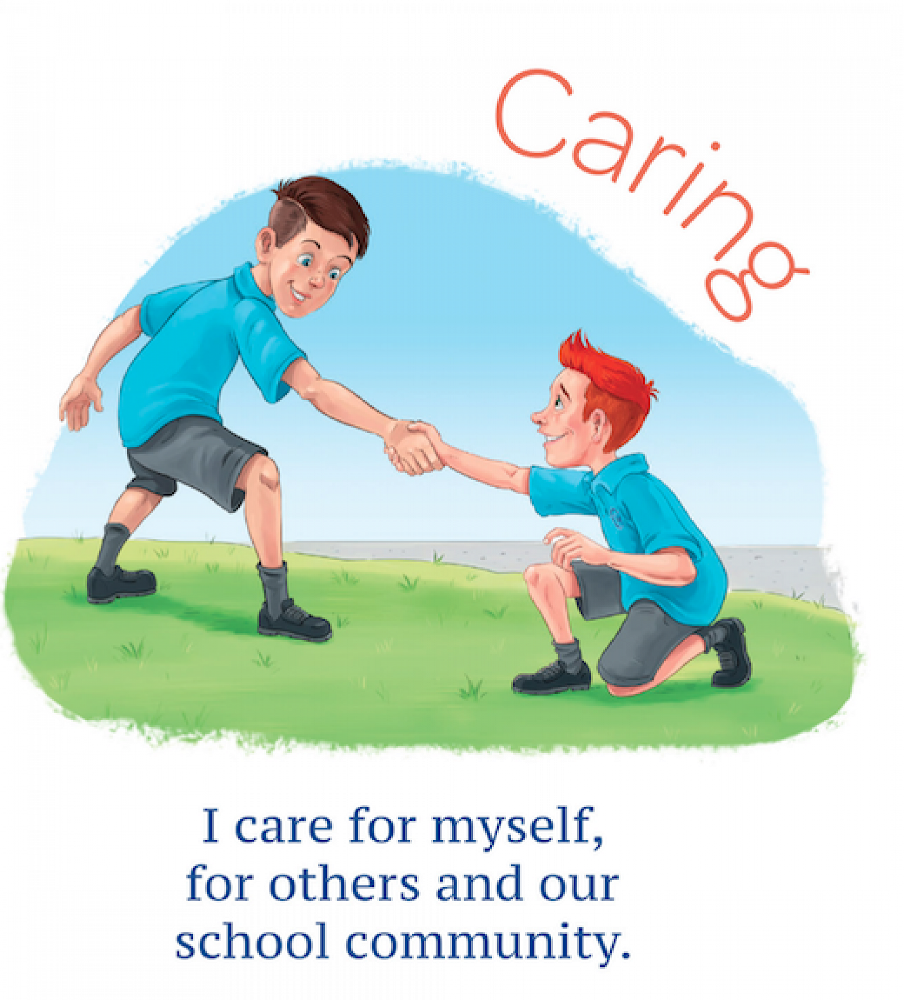 Caring
I care for myself,
for others and our
school community.